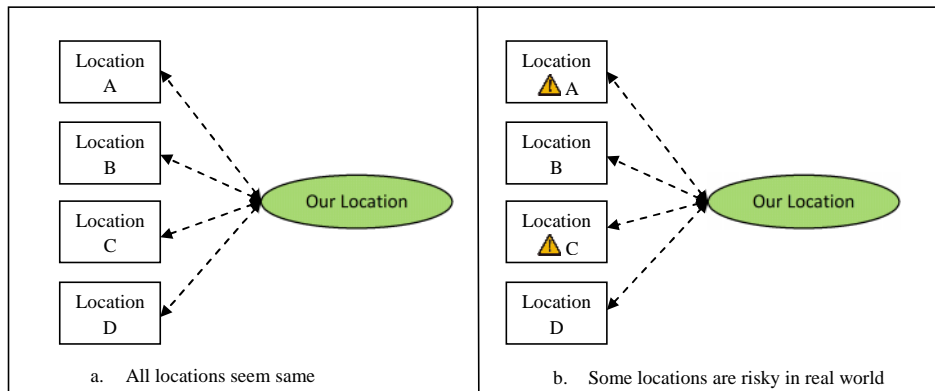 Location
A
Location
B
Location
C
Location
D
Our Location
a. All locations seem same
Location
A
Location
B
Location
C
Location
D
Our Location
b. Some locations are risky in real world